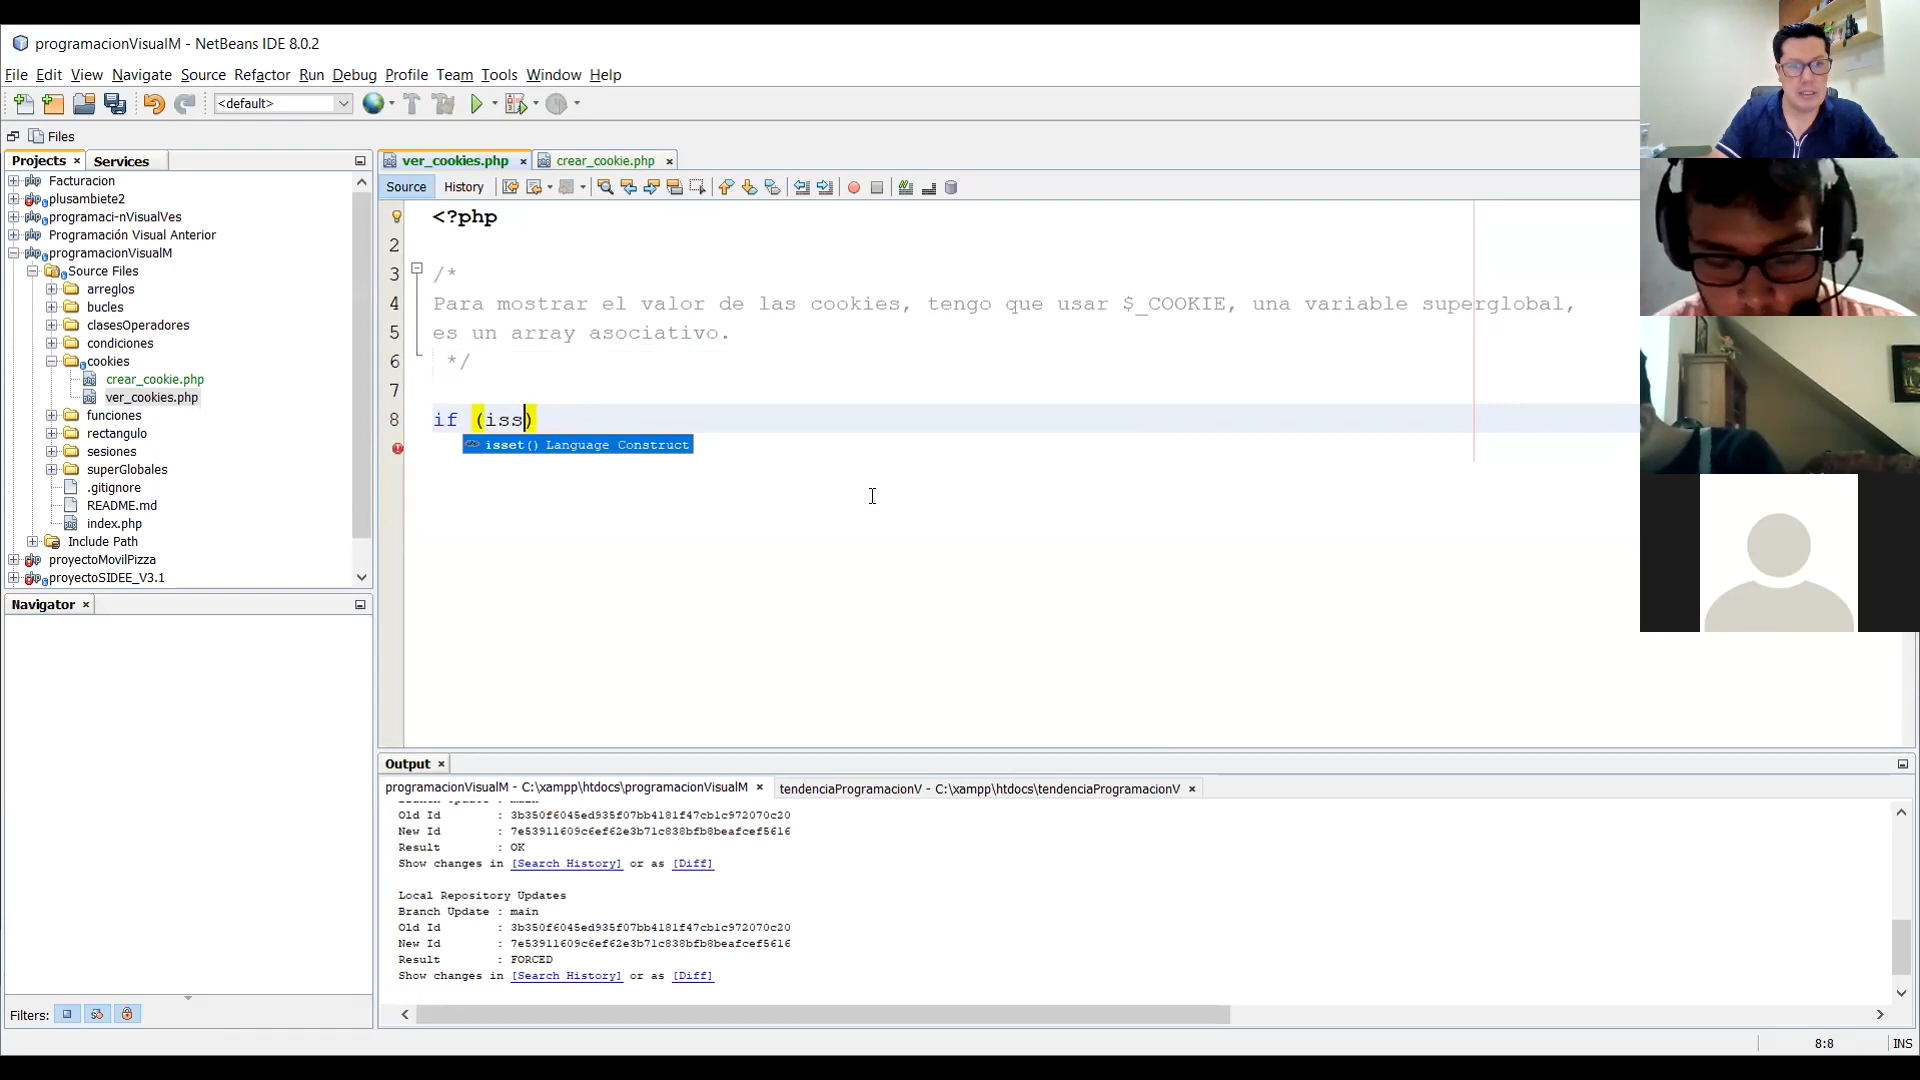 programacionVisualM - NetBeans IDE 8.0.2
File Edit View Navigate Source Refactor Run Debug Profile Team Tools Window Help
<default>
Files
Projects Services
Facturacion
plusambiete2
programaci-nVisualVes
Programación Visual Anterior
programacionVisualM
Source Files
arreglos
bucles
clasesOperadores
condiciones
cookies
crear_cookie.php
ver_cookies.php
funciones
rectangulo
sesiones
superGlobales
.gitignore
README.md
index.php
Include Path
proyectoMovilPizza
proyectoSIDEE_V3.1
Navigator
Filters:
ver_cookies.php crear_cookie.php
Source History
<?php
2
3 /*
4 Para mostrar el valor de las cookies, tengo que usar $_COOKIE, una variable superglobal,
5 es un array asociativo.
6 */
7
8 if (iss)
isset() Language Construct
Output
programacionVisualM - C:\xampp\htdocs\programacionVisualM tendenciaProgramacionV - C:\xampp\htdocs\tendenciaProgramacionV
Branch Update : main
Old Id : 3b350f6045ed935f07bb4181f47cb1c972070c20
New Id : 7e53911609c6ef62e3b71c838bfb8beafcef5616
Result : OK
Show changes in [Search History] or as [Diff]
Local Repository Updates
Branch Update : main
Old Id : 3b350f6045ed935f07bb4181f47cb1c972070c20
New Id : 7e53911609c6ef62e3b71c838bfb8beafcef5616
Result : FORCED
Show changes in [Search History] or as [Diff]
8:8 INS